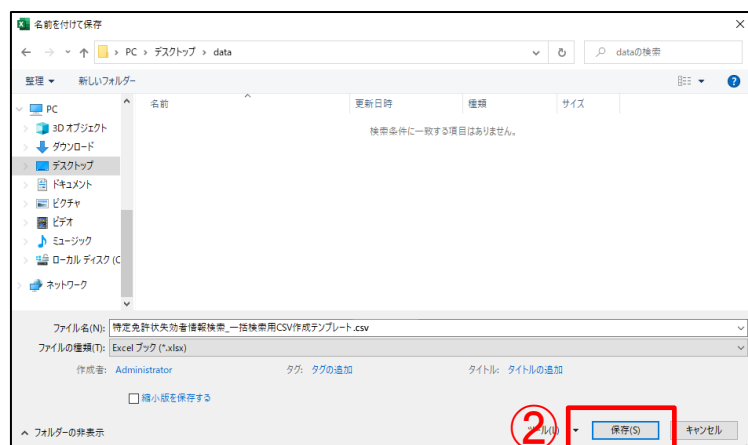 名前を付けて保存
PC › デスクトップ › data
dataの検索
整理 新しいフォルダー
名前 更新日時 種類 サイズ
検索条件に一致する項目はありません。
PC
3D オブジェクト
ダウンロード
デスクトップ
ドキュメント
ピクチャ
ビデオ
ミュージック
ローカル ディスク (C
ネットワーク
ファイル名(N): 特定免許状失効者情報検索_一括検索用CSV作成テンプレート.csv
ファイルの種類(T): Excel ブック (*.xlsx)
作成者: Administrator タグ: タグの追加 タイトル: タイトルの追加
縮小版を保存する
フォルダーの非表示 ② ール(L) 保存(S) キャンセル